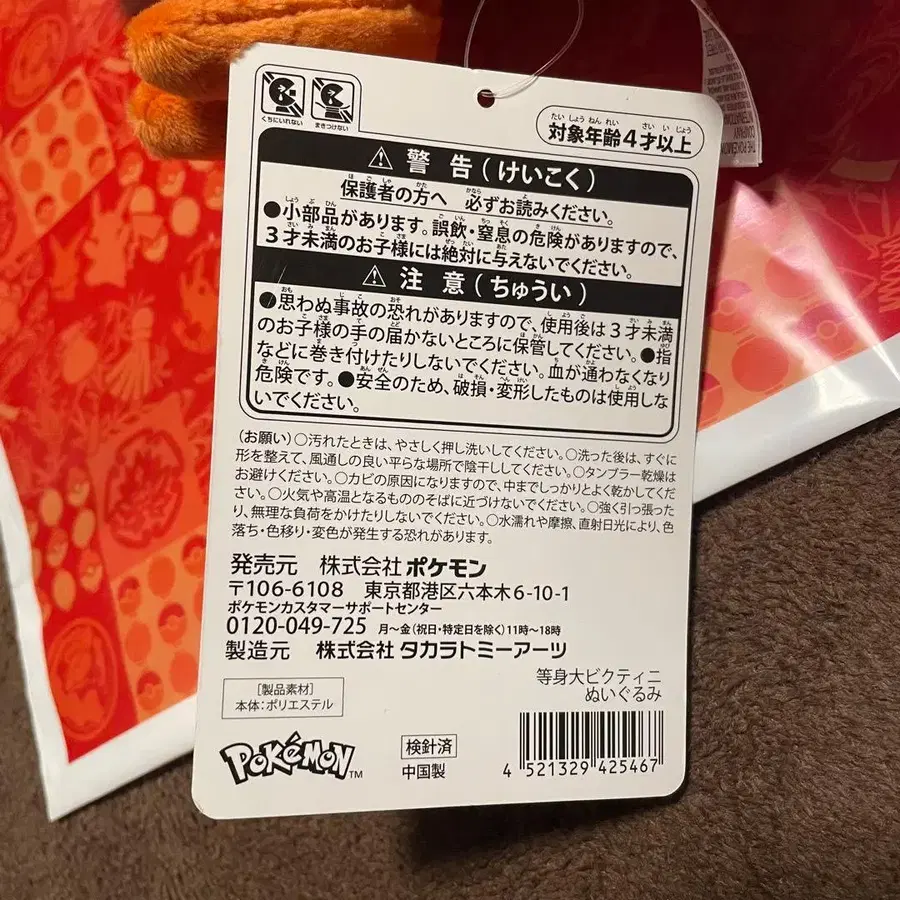 くちにいれない
まきつけない
対象年齢4才以上
警告(けいこく)
保護者の方へ 必ずお読みください。
●小部品があります。誤飲・窒息の危険がありますので、
3才未満のお子様には絶対に与えないでください。
注意(ちゅうい)
●思わぬ事故の恐れがありますので、使用後は3才未満
のお子様の手の届かないところに保管してください。●指
などに巻き付けたりしないでください。血が通わなくなり
危険です。●安全のため、破損・変形したものは使用しな
いでください。
(お願い)○汚れたときは、やさしく押し洗いしてください。○洗った後は、すぐに
形を整えて、風通しの良い平らな場所で陰干ししてください。○タンブラー乾燥は
お避けください。○カビの原因になりますので、中までしっかりとよく乾かしてくだ
さい。○火気や高温となるもののそばに近づけないでください。○強く引っ張った
り、無理な負荷をかけたりしないでください。○水濡れや摩擦、直射日光により、色
落ち・色移り・変色が発生する恐れがあります。
発売元 株式会社 ポケモン
〒106-6108 東京都港区六本木6-10-1
ポケモンカスタマーサポートセンター
0120-049-725 月〜金(祝日・特定日を除く)11時〜18時
製造元 株式会社 タカラトミーアーツ
等身大ビクティニ
ぬいぐるみ
[製品素材]
本体:ポリエステル
POKéMON™
検針済
中国製
4 521329 425467